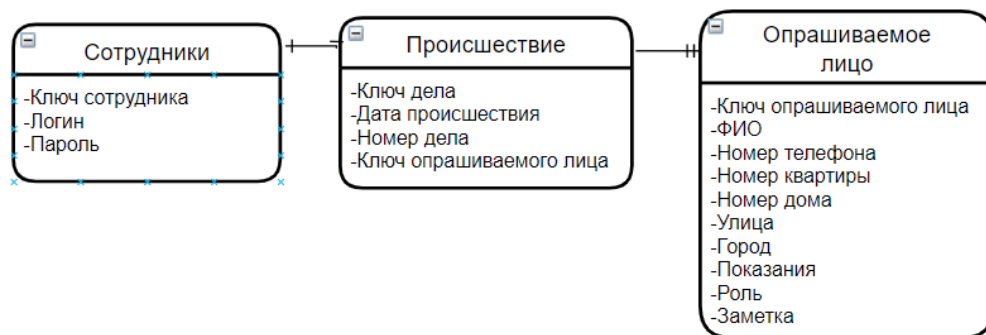 Сотрудники
-Ключ сотрудника
-Логин
-Пароль
Происшествие
-Ключ дела
-Дата происшествия
-Номер дела
-Ключ опрашиваемого лица
Опрашиваемое
лицо
-Ключ опрашиваемого лица
-ФИО
-Номер телефона
-Номер квартиры
-Номер дома
-Улица
-Город
-Показания
-Роль
-Заметка